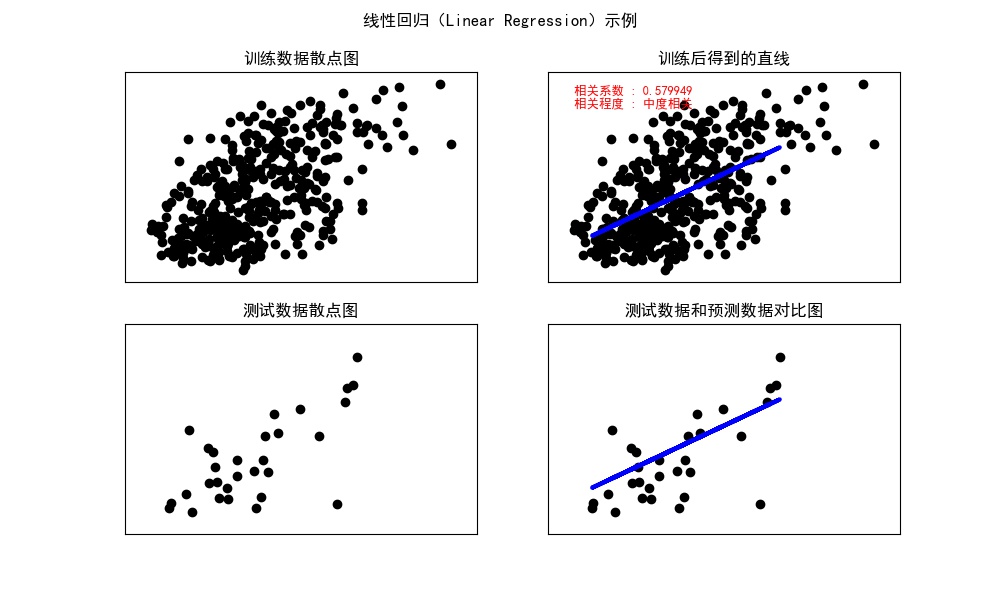 线性回归（Linear Regression）示例
训练数据散点图
训练后得到的直线
相关系数 : 0.579949
相关程度 : 中度相关
测试数据散点图
测试数据和预测数据对比图